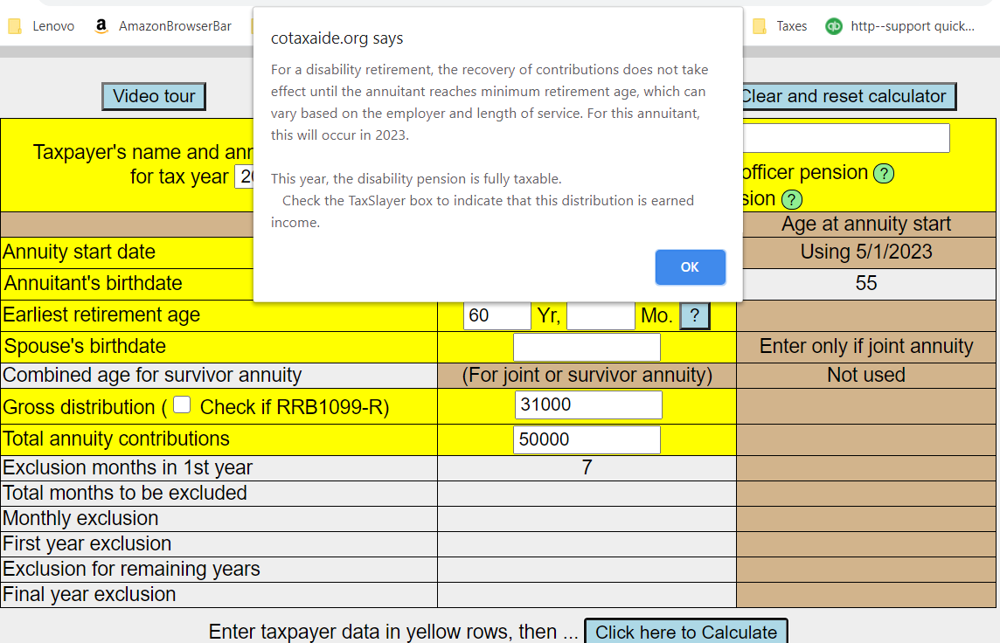 Lenovo
a AmazonBrowserBar
Taxes
qb http--support quick...
cotaxaide.org says
For a disability retirement, the recovery of contributions does not take
effect until the annuitant reaches minimum retirement age, which can
vary based on the employer and length of service. For this annuitant,
this will occur in 2023.
This year, the disability pension is fully taxable.
Check the TaxSlayer box to indicate that this distribution is earned
income.
OK
Video tour
Clear and reset calculator
Taxpayer's name and
for tax year
officer pension ?
?
Age at annuity start
Annuity start date
Using 5/1/2023
Annuitant's birthdate
55
Earliest retirement age
60 Yr, Mo. ?
Spouse's birthdate
Enter only if joint annuity
Combined age for survivor annuity
(For joint or survivor annuity)
Not used
Gross distribution ( Check if RRB1099-R)
31000
Total annuity contributions
50000
Exclusion months in 1st year
7
Total months to be excluded
Monthly exclusion
First year exclusion
Exclusion for remaining years
Final year exclusion
Enter taxpayer data in yellow rows, then ... Click here to Calculate